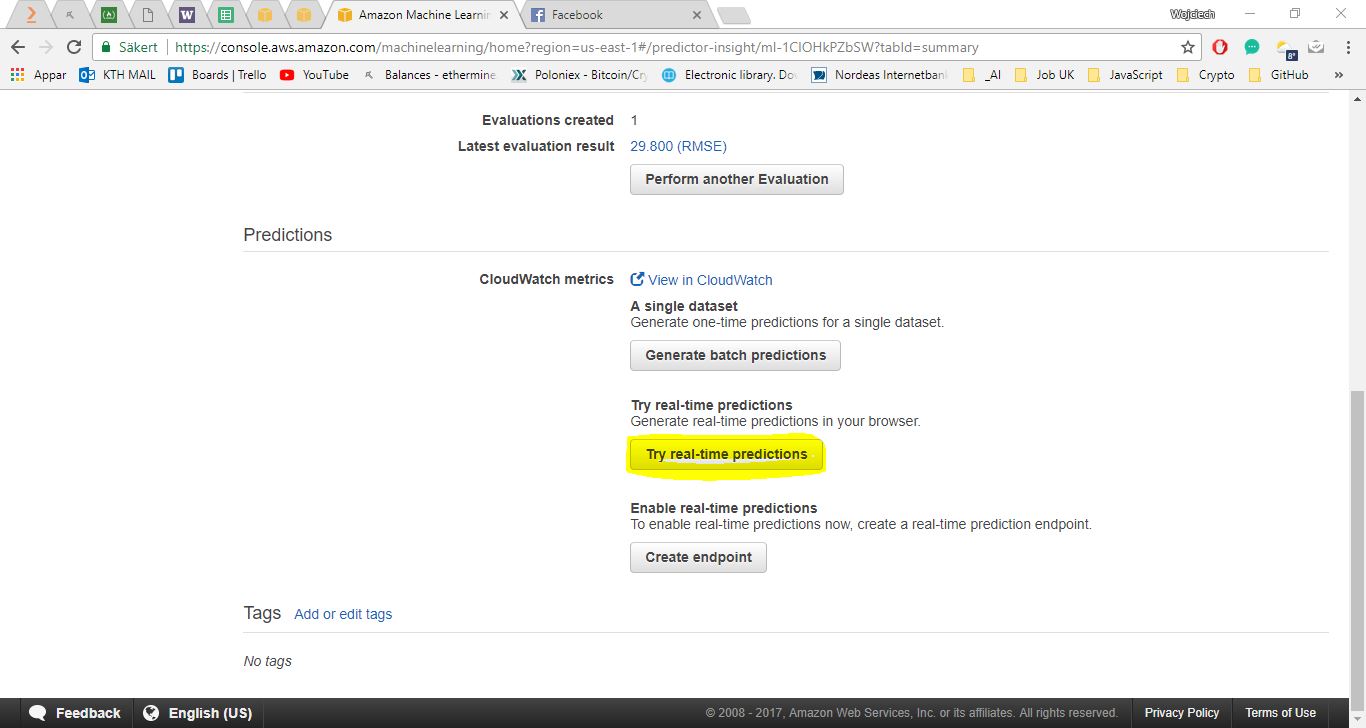 Amazon Machine Learnin
Facebook
Wojciech
Säkert
https://console.aws.amazon.com/machinelearning/home?region=us-east-1#/predictor-insight/ml-1CIOHkPZbSW?tabId=summary
Appar
KTH MAIL
Boards | Trello
YouTube
Balances - ethermine
Poloniex - Bitcoin/Cry
Electronic library. Do
Nordeas Internetban
_AI
Job UK
JavaScript
Crypto
GitHub
»
Evaluations created 1
Latest evaluation result 29.800 (RMSE)
Perform another Evaluation
Predictions
CloudWatch metrics View in CloudWatch
A single dataset
Generate one-time predictions for a single dataset.
Generate batch predictions
Try real-time predictions
Generate real-time predictions in your browser.
Try real-time predictions
Enable real-time predictions
To enable real-time predictions now, create a real-time prediction endpoint.
Create endpoint
Tags Add or edit tags
No tags
Feedback English (US) © 2008 - 2017, Amazon Web Services, Inc. or its affiliates. All rights reserved. Privacy Policy Terms of Use